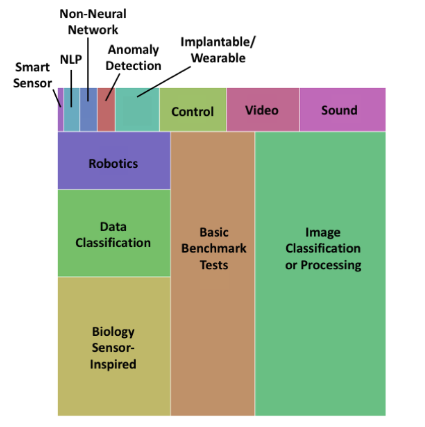 Non-Neural
Network
Implantable/
Wearable
Anomaly
Detection
NLP
Smart
Sensor
Control
Video
Sound
Robotics
Data
Classification
Biology
Sensor-
Inspired
Basic
Benchmark
Tests
Image
Classification
or Processing